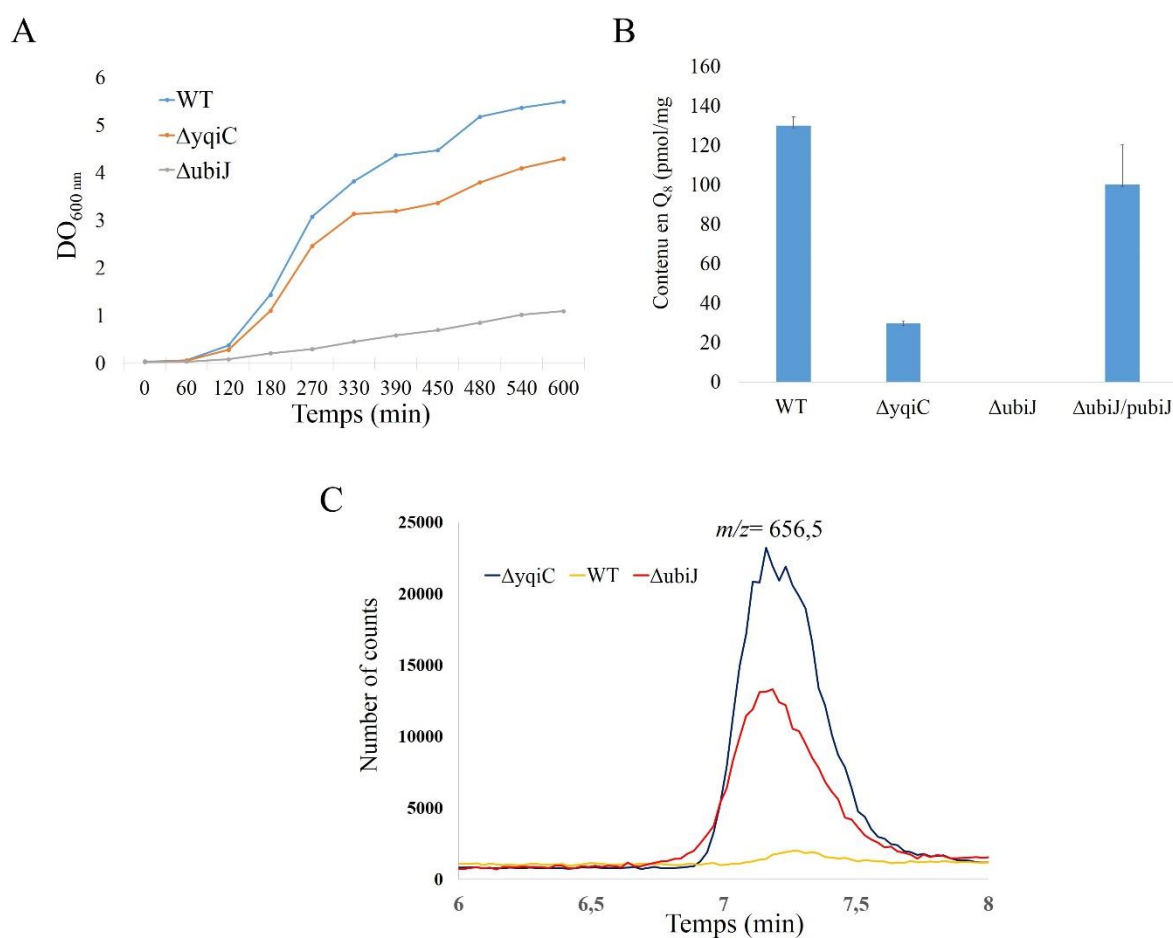 A
6
5
4
3
2
1
0
DO600 nm
WT
ΔyqiC
ΔubiJ
0 60 120 180 270 330 390 450 480 540 600
Temps (min)
B
160
140
120
100
80
60
40
20
0
Contenu en Q8 (pmol/mg)
WT ΔyqiC ΔubiJ ΔubiJ/pubiJ
C
m/z= 656,5
25000
20000
15000
10000
5000
0
Number of counts
ΔyqiC WT ΔubiJ
6 6,5 7 7,5 8
Temps (min)